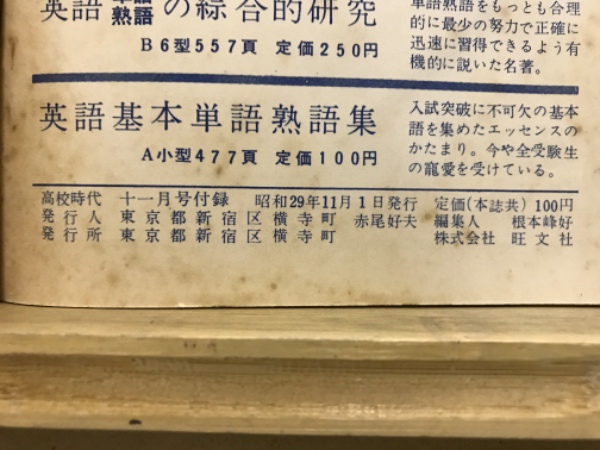 英語単語熟語の綜合的研究
B6型557頁 定価250円
単語熟語をもっとも合理
的に最少の努力で正確に
迅速に習得できるよう有
機的に説いた名著。
英語基本単語熟語集
A小型477頁 定価100円
入試突破に不可欠の基本
語を集めたエッセンスの
かたまり。今や全受験生
の寵愛を受けている。
高校時代 十一月号付録 昭和29年11月1日発行 定価(本誌共)100円
発行人 東京都新宿区横寺町 赤尾好夫 編集人 根本峰好
発行所 東京都新宿区横寺町 株式会社 旺文社